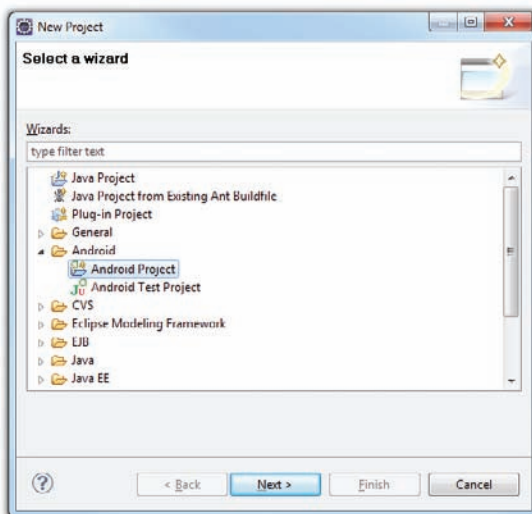 New Project
Select a wizard
Wizards:
type filter text
Java Project
Java Project from Existing Ant Buildfile
Plug-in Project
General
Android
Android Project
Android Test Project
CVS
Eclipse Modeling Framework
EJB
Java
Java EE
< Back Next > Finish Cancel